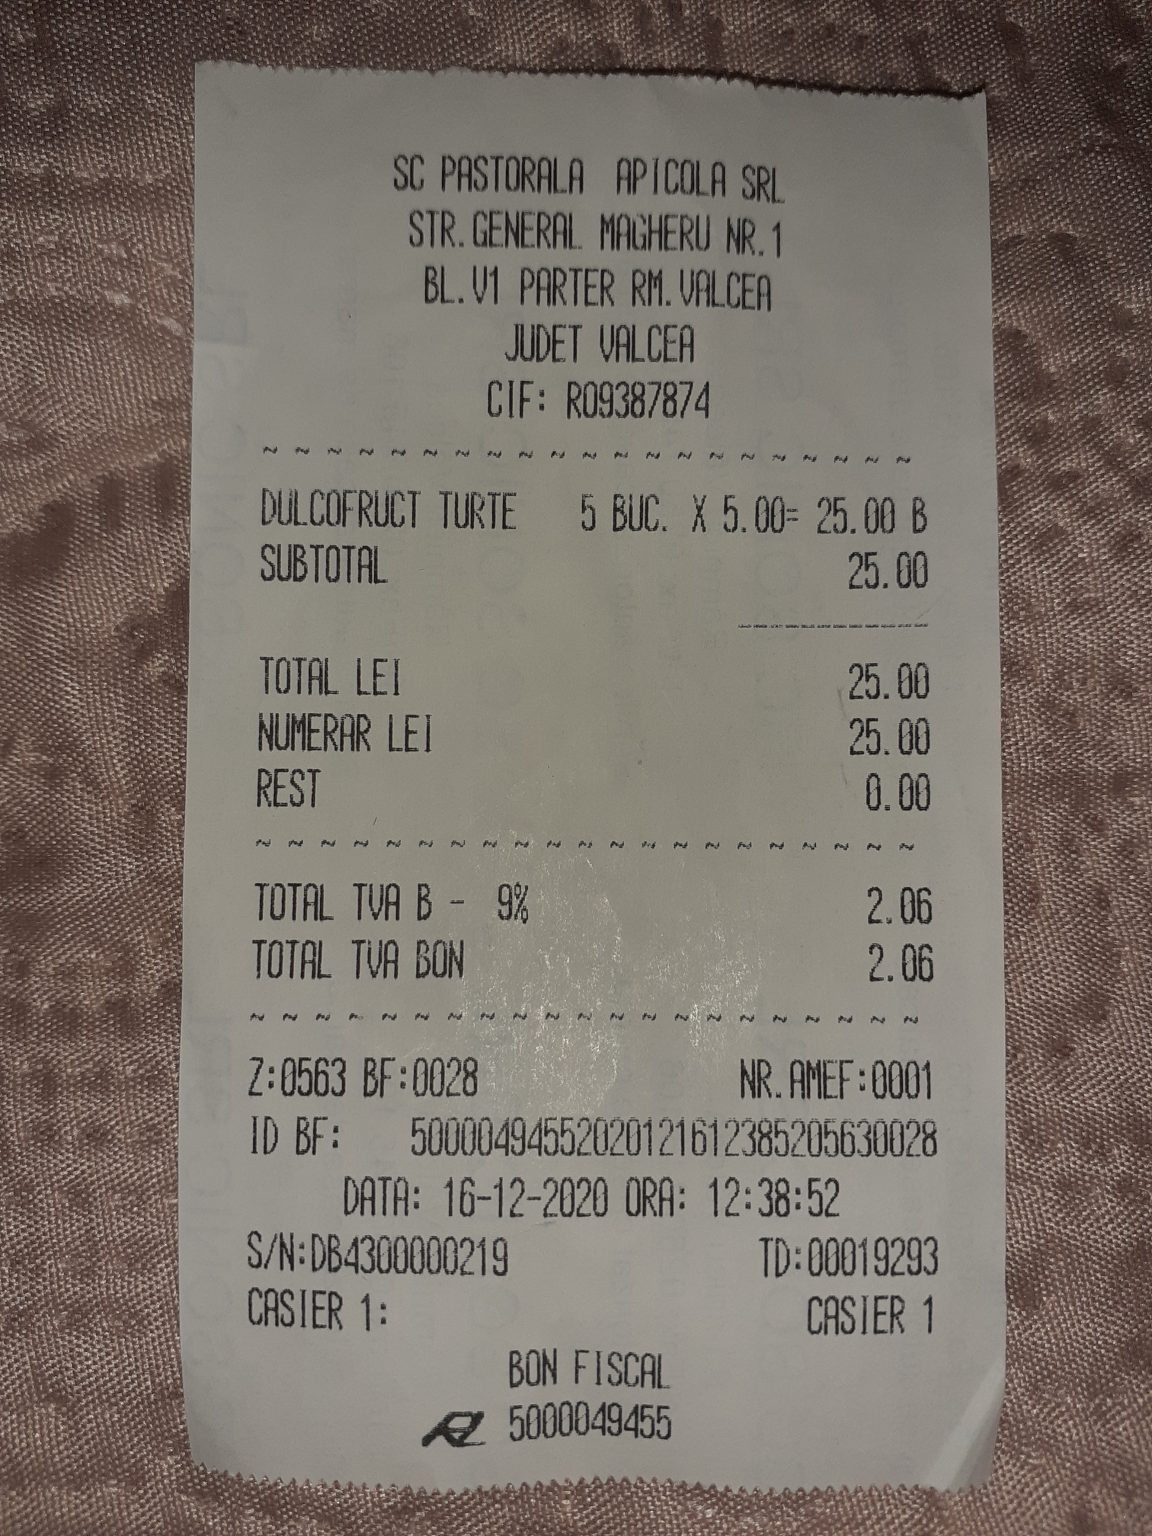 SC PASTORALA APICOLA SRL
STR.GENERAL MAGHERU NR.1
BL.V1 PARTER RM.VALCEA
JUDET VALCEA
CIF: RO9387874
~ ~ ~ ~ ~ ~ ~ ~ ~ ~ ~ ~ ~ ~ ~ ~ ~ ~ ~ ~ ~
DULCOFRUCT TURTE 5 BUC. X 5.00= 25.00 B
SUBTOTAL 25.00
TOTAL LEI 25.00
NUMERAR LEI 25.00
REST 0.00
~ ~ ~ ~ ~ ~ ~ ~ ~ ~ ~ ~ ~ ~ ~ ~ ~ ~ ~ ~ ~
TOTAL TVA B - 9% 2.06
TOTAL TVA BON 2.06
~ ~ ~ ~ ~ ~ ~ ~ ~ ~ ~ ~ ~ ~ ~ ~ ~ ~ ~ ~ ~
Z:0563 BF:0028 NR.AMEF:0001
ID BF: 500004945520201216123852056​30028
DATA: 16-12-2020 ORA: 12:38:52
S/N:DB4300000219 TD:00019293
CASIER 1: CASIER 1
BON FISCAL
5000049455